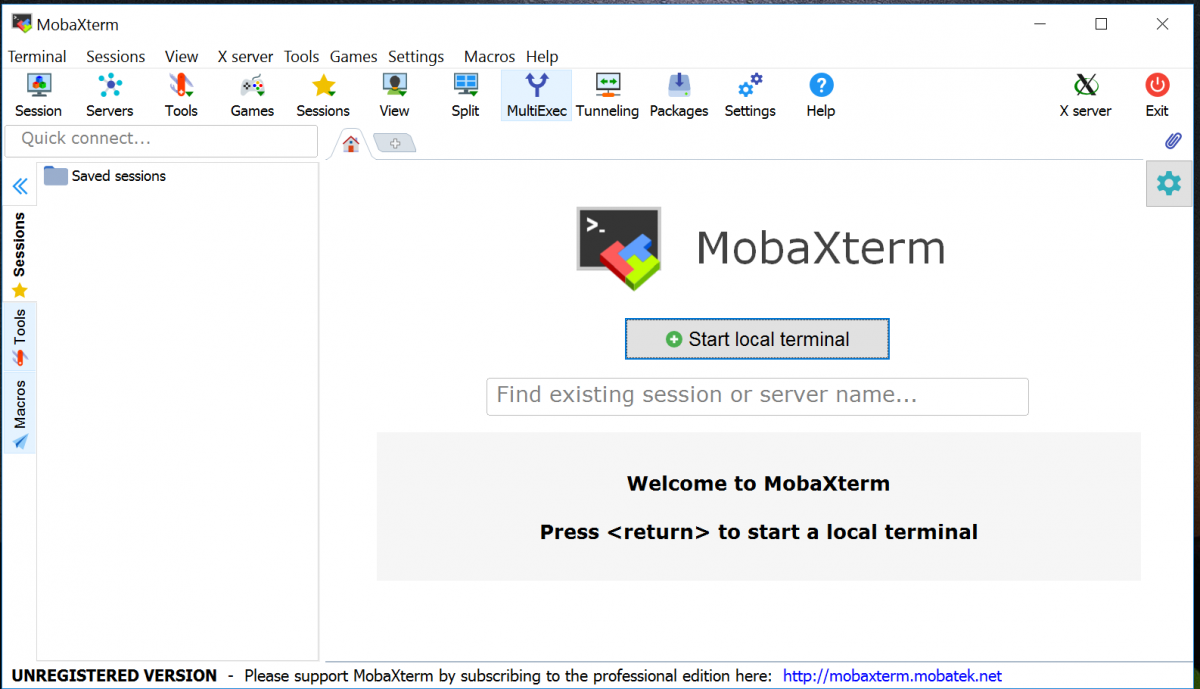 MobaXterm
Terminal Sessions View X server Tools Games Settings Macros Help
Session Servers Tools Games Sessions View Split MultiExec Tunneling Packages Settings Help X server Exit
Quick connect...
Saved sessions
Sessions
Tools
Macros
>_
MobaXterm
Start local terminal
Find existing session or server name...
Welcome to MobaXterm
Press <return> to start a local terminal
UNREGISTERED VERSION - Please support MobaXterm by subscribing to the professional edition here: http://mobaxterm.mobatek.net